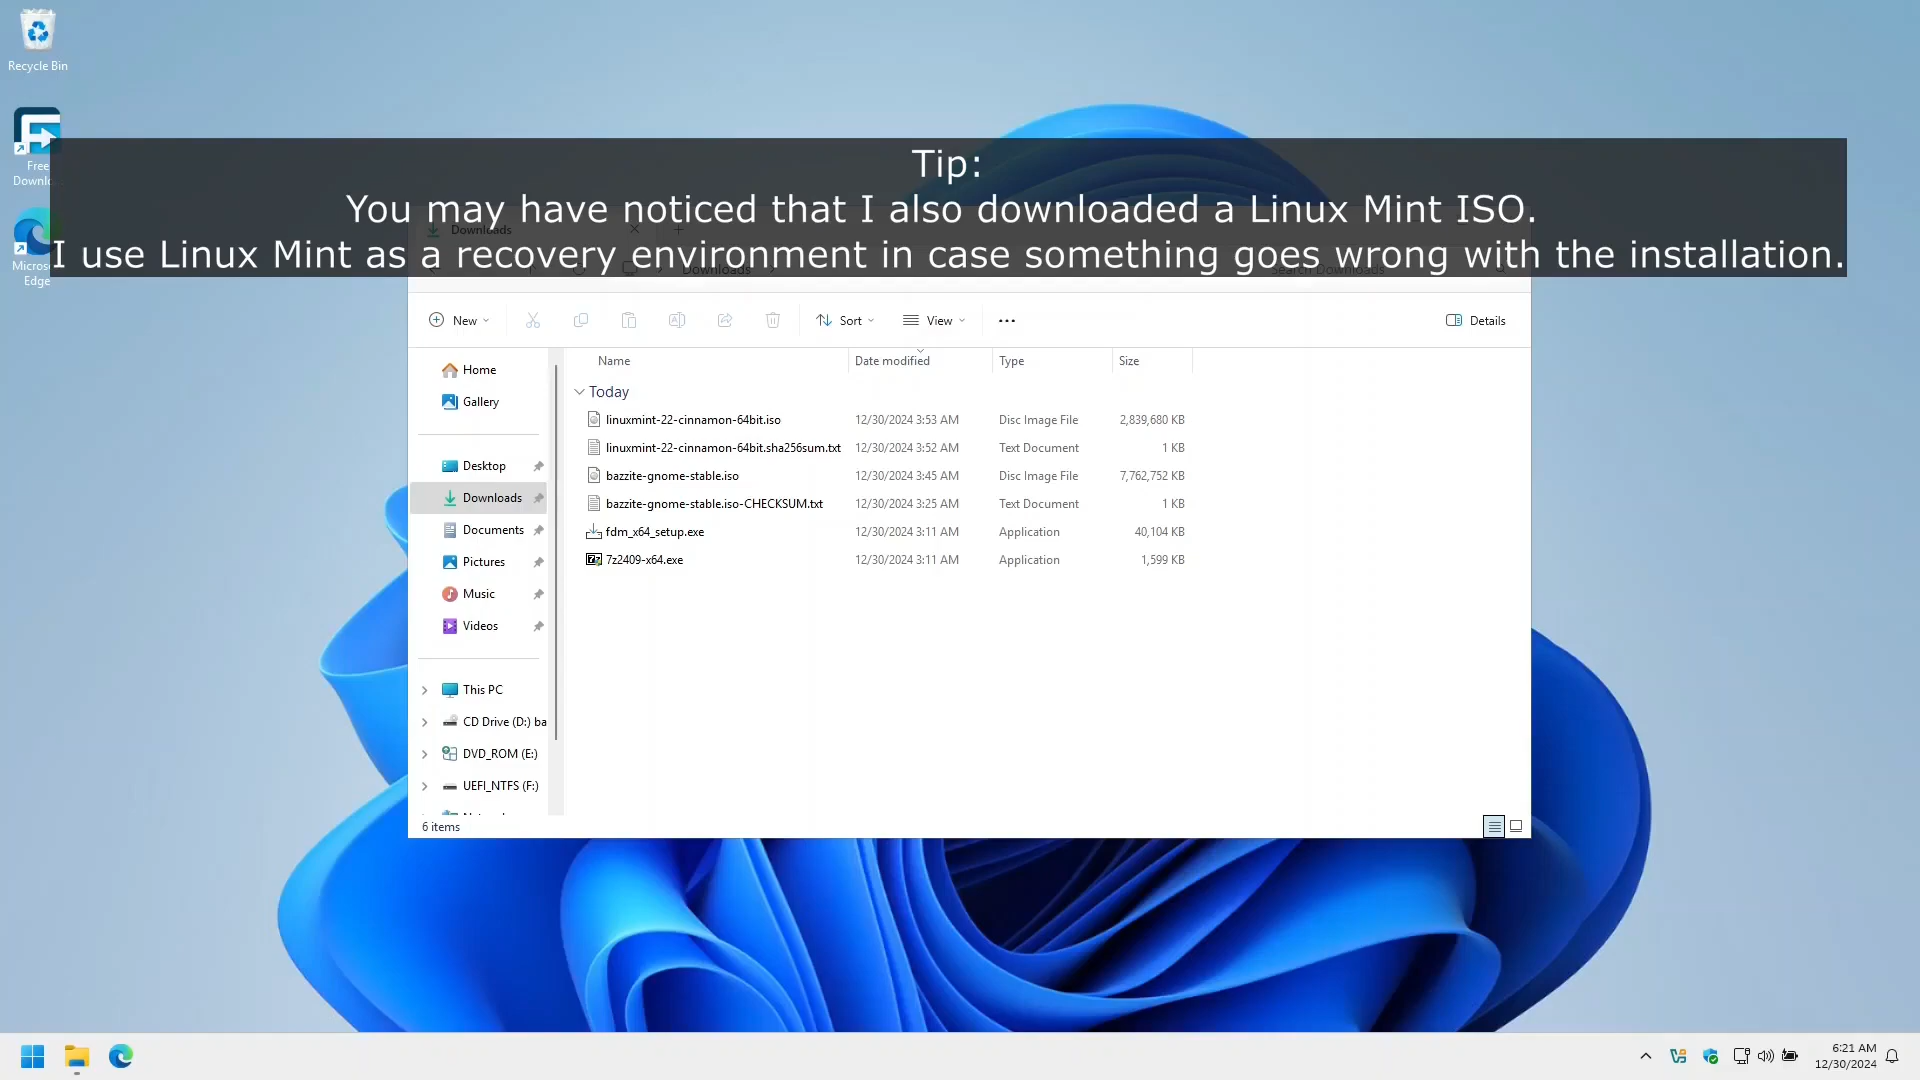 Recycle Bin
Free
Downlo
Microso
Edge
Tip:
You may have noticed that I also downloaded a Linux Mint ISO.
I use Linux Mint as a recovery environment in case something goes wrong with the installation.
Downloads
Downloads
Search Downloads
New
Sort
View
Details
Name
Date modified
Type
Size
Home
Gallery
Desktop
Downloads
Documents
Pictures
Music
Videos
This PC
CD Drive (D:) ba
DVD_ROM (E:)
UEFI_NTFS (F:)
Today
linuxmint-22-cinnamon-64bit.iso 12/30/2024 3:53 AM Disc Image File 2,839,680 KB
linuxmint-22-cinnamon-64bit.sha256sum.txt 12/30/2024 3:52 AM Text Document 1 KB
bazzite-gnome-stable.iso 12/30/2024 3:45 AM Disc Image File 7,762,752 KB
bazzite-gnome-stable.iso-CHECKSUM.txt 12/30/2024 3:25 AM Text Document 1 KB
fdm_x64_setup.exe 12/30/2024 3:11 AM Application 40,104 KB
7z2409-x64.exe 12/30/2024 3:11 AM Application 1,599 KB
6 items
6:21 AM
12/30/2024